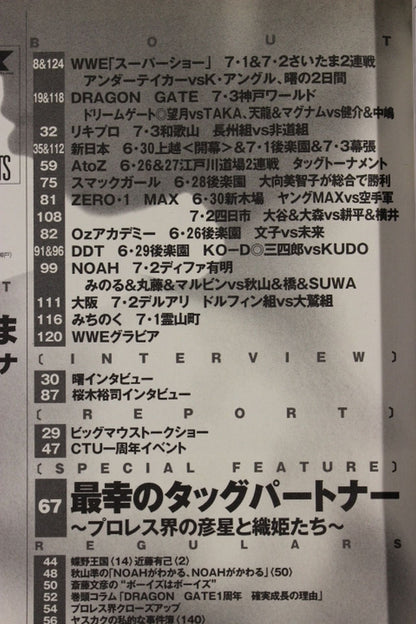 B O U T
8&124 WWE「スーパーショー」 7・1&7・2さいたま2連戦
アンダーテイカーvsK・アングル、曙の2日間
19&118 DRAGON GATE 7・3神戸ワールド
ドリームゲート◎望月vsTAKA、天龍&マグナムvs健介&中嶋
32 リキプロ 7・3和歌山 長州組vs非道組
35&112 新日本 6・30上越<開幕>&7・1後楽園&7・3幕張
59 AtoZ 6・26&27江戸川道場2連戦 タッグトーナメント
75 スマックガール 6・28後楽園 大向美智子が総合で勝利
81 ZERO・1 MAX 6・30新木場 ヤングMAXvs空手軍
108 7・2四日市 大谷&大森vs耕平&横井
82 Ozアカデミー 6・26後楽園 文子vs未来
91&96 DDT 6・29後楽園 KO-D◎三四郎vsKUDO
99 NOAH 7・2ディファ有明
みのる&丸藤&マルビンvs秋山&橋&SUWA
111 大阪 7・2デルアリ ドルフィン組vs大鷲組
116 みちのく 7・1霊山町
120 WWEグラビア
( I N T E R V I E W )
30 曙インタビュー
87 桜木裕司インタビュー
( R E P O R T )
29 ビッグマウストークショー
47 CTU一周年イベント
( S P E C I A L F E A T U R E )
67 最幸のタッグパートナー
～プロレス界の彦星と織姫たち～
R E G U L A R S
44 蝶野王国(14) 近藤有己(2)
48 秋山準の「NOAHがわかる、NOAHがわかる」(50)
50 斎藤文彦の“ボーイズはボーイズ”
52 巻頭コラム「DRAGON GATE1周年 確実成長の理由」
54 プロレス界クローズアップ
56 ヤスカクの私的な事件簿(140)